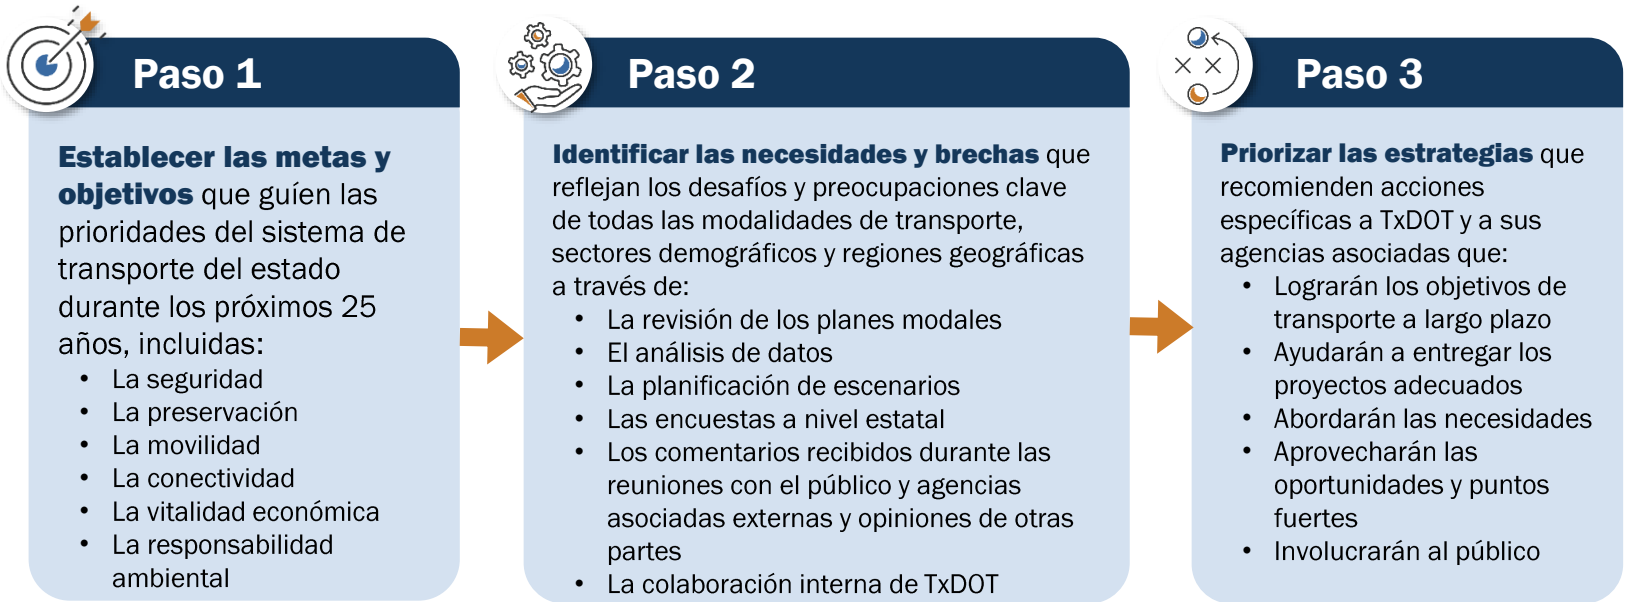 Paso 1
Establecer las metas y
objetivos que guíen las
prioridades del sistema de
transporte del estado
durante los próximos 25
años, incluidas:
• La seguridad
• La preservación
• La movilidad
• La conectividad
• La vitalidad económica
• La responsabilidad
ambiental
Paso 2
Identificar las necesidades y brechas que
reflejan los desafíos y preocupaciones clave
de todas las modalidades de transporte,
sectores demográficos y regiones geográficas
a través de:
• La revisión de los planes modales
• El análisis de datos
• La planificación de escenarios
• Las encuestas a nivel estatal
• Los comentarios recibidos durante las
reuniones con el público y agencias
asociadas externas y opiniones de otras
partes
• La colaboración interna de TxDOT
Paso 3
Priorizar las estrategias que
recomienden acciones
específicas a TxDOT y a sus
agencias asociadas que:
• Lograrán los objetivos de
transporte a largo plazo
• Ayudarán a entregar los
proyectos adecuados
• Abordarán las necesidades
• Aprovecharán las
oportunidades y puntos
fuertes
• Involucrarán al público